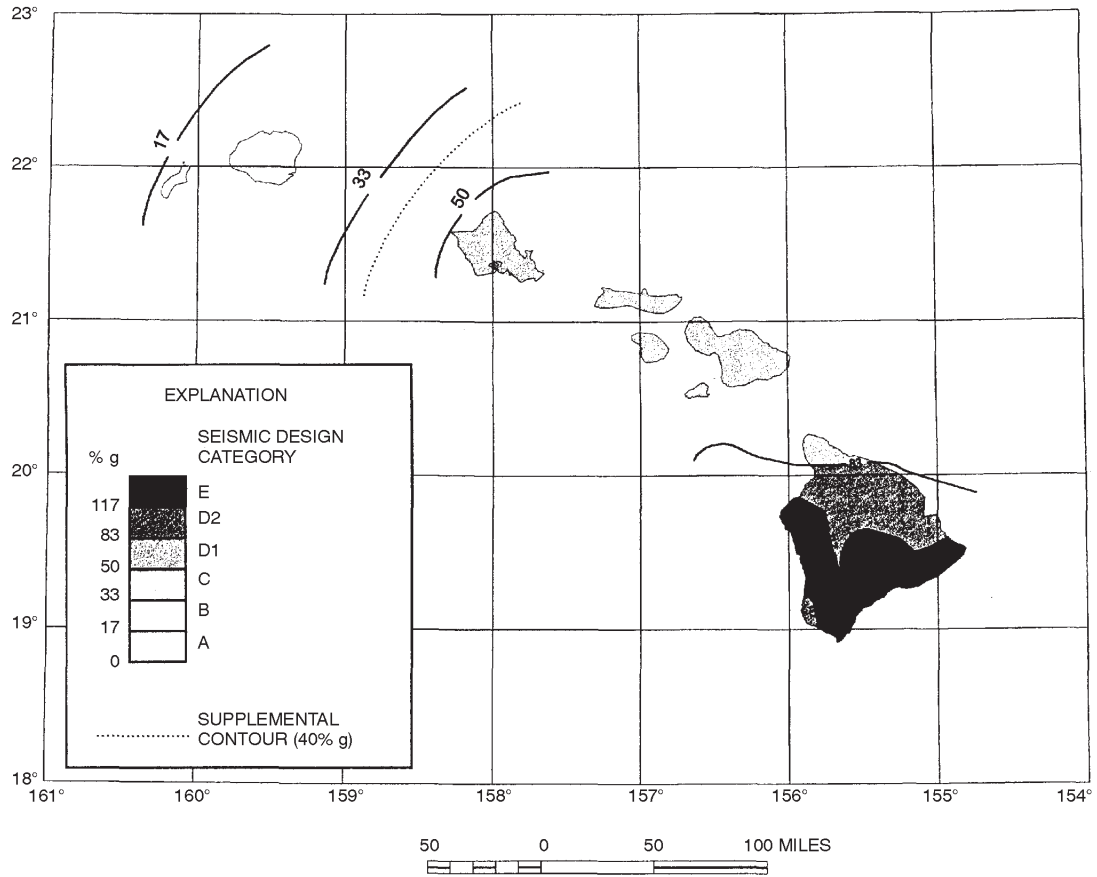 23°
22°
21°
20°
19°
18°
17
33
50
83
EXPLANATION
% g
SEISMIC DESIGN
CATEGORY
E
117
D2
83
D1
50
C
33
B
17
A
0
SUPPLEMENTAL
CONTOUR (40% g)
161° 160° 159° 158° 157° 156° 155° 154°
50 0 50 100 MILES